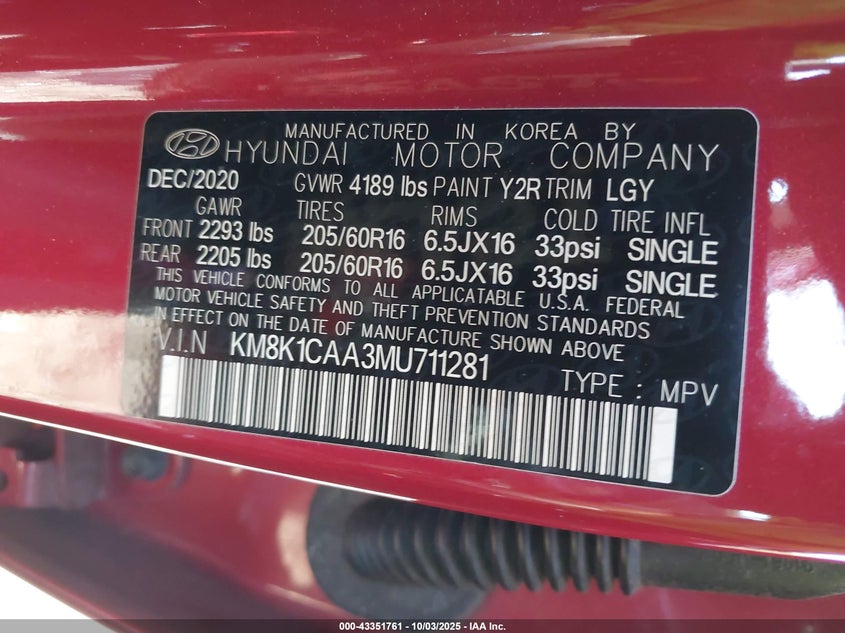 MANUFACTURED IN KOREA BY
HYUNDAI MOTOR COMPANY
DEC/2020 GVWR 4189 lbs PAINT Y2R TRIM LGY
GAWR TIRES RIMS COLD TIRE INFL
FRONT 2293 lbs 205/60R16 6.5JX16 33psi SINGLE
REAR 2205 lbs 205/60R16 6.5JX16 33psi SINGLE
THIS VEHICLE CONFORMS TO ALL APPLICATABLE U.S.A. FEDERAL
MOTOR VEHICLE SAFETY AND THEFT PREVENTION STANDARDS
IN EFFECT ON THE DATE OF MANUFACTURE SHOWN ABOVE
V.I.N KM8K1CAA3MU711281
TYPE : MPV
000-43351761 - 10/03/2025 - IAA Inc.